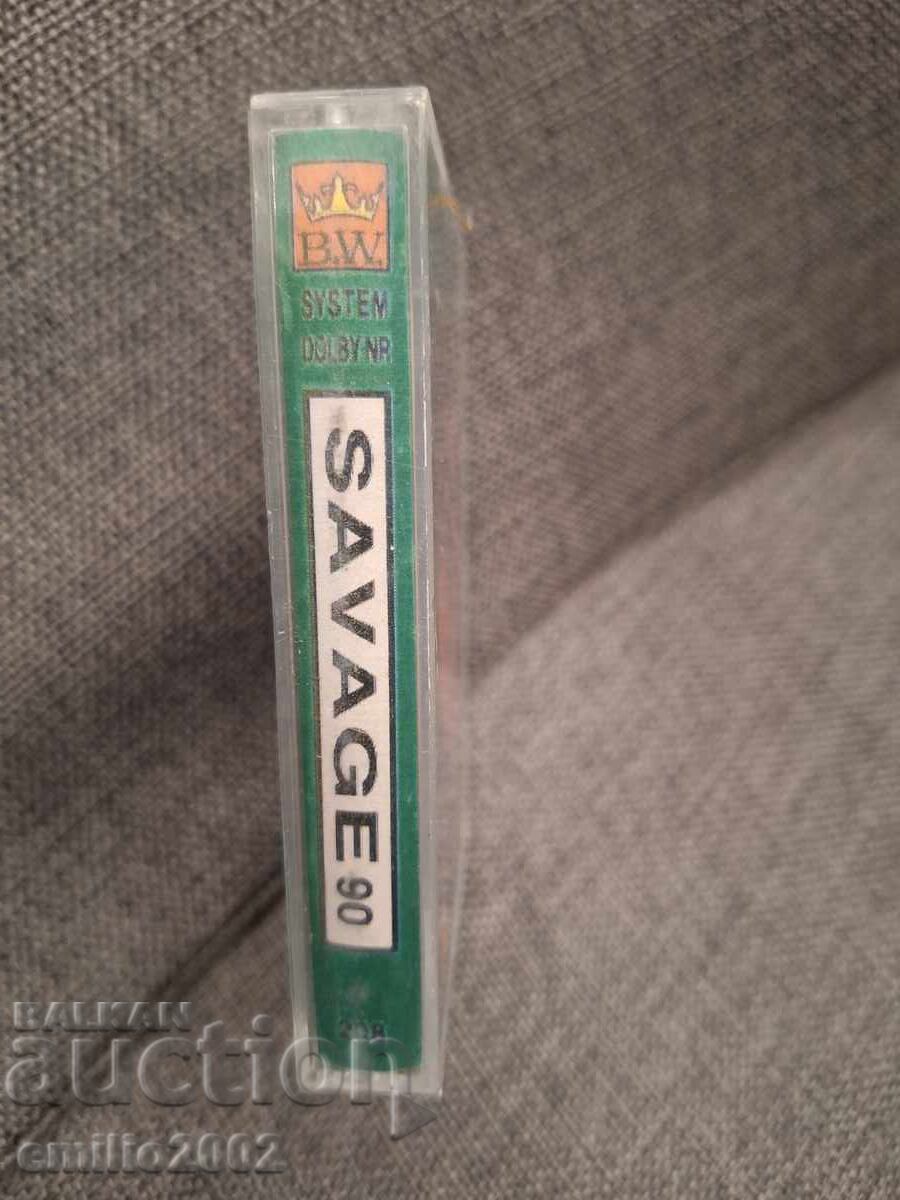 B.W.
SYSTEM
DOLBY NR
SAVAGE 90
BALKAN
auction
emilio2002